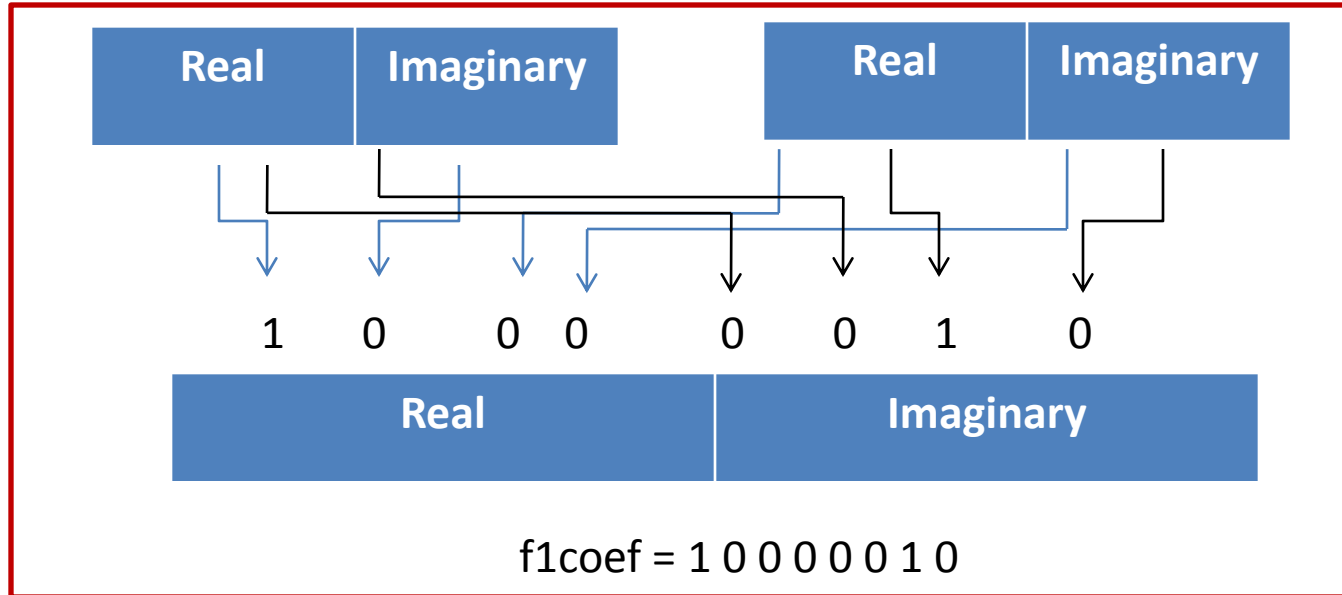 Real Imaginary Real Imaginary
1 0 0 0 0 0 1 0
Real Imaginary
f1coef = 1 0 0 0 0 0 1 0